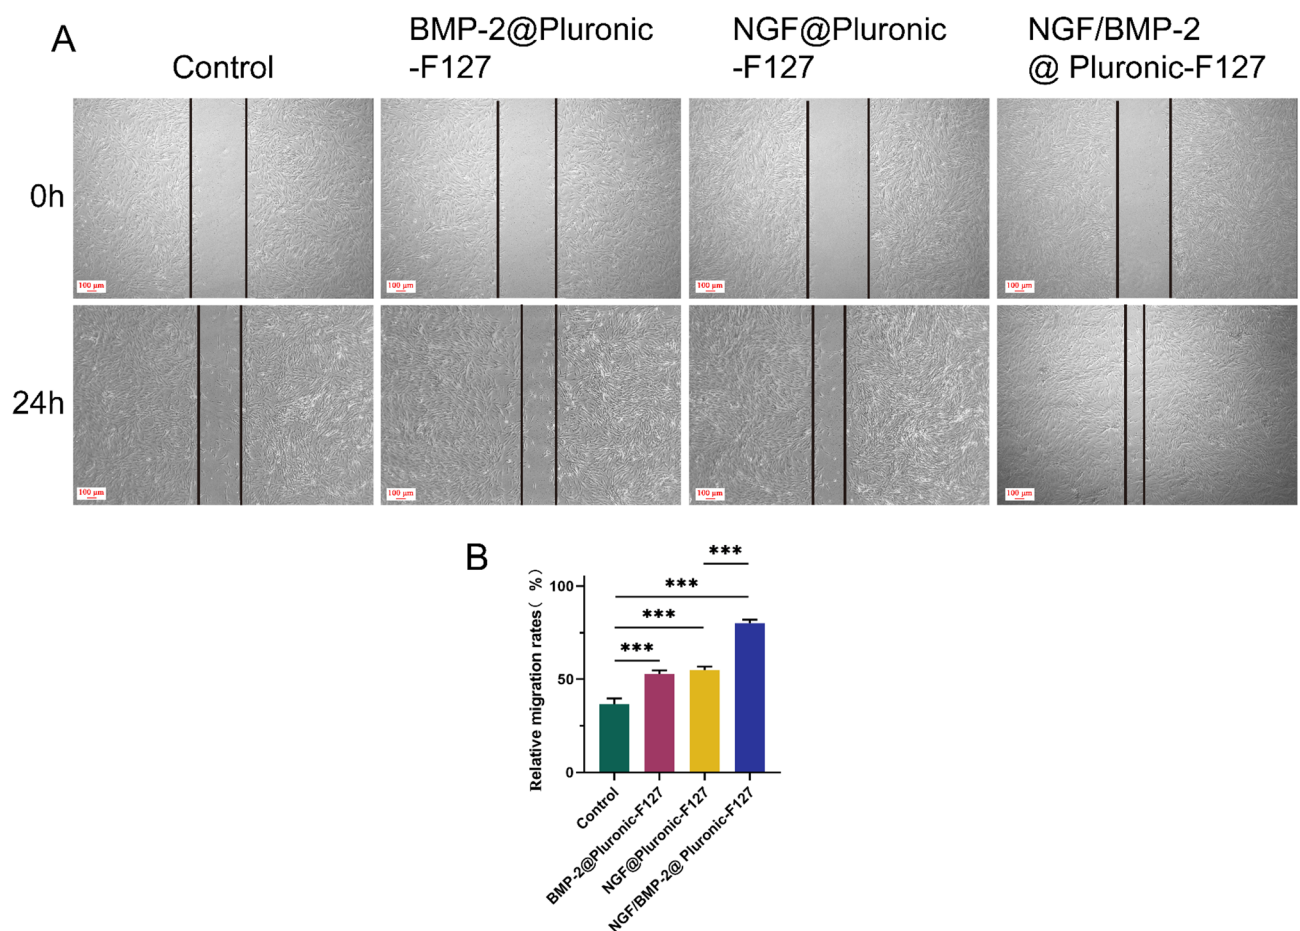 A
Control
BMP-2@Pluronic
-F127
NGF@Pluronic
-F127
NGF/BMP-2
@ Pluronic-F127
0h
100 μm
100 μm
100 μm
100 μm
24h
100 μm
100 μm
100 μm
100 μm
B
Relative migration rates( %)
100
50
0
***
***
***
***
Control
BMP-2@Pluronic-F127
NGF@Pluronic-F127
NGF/BMP-2@ Pluronic-F127